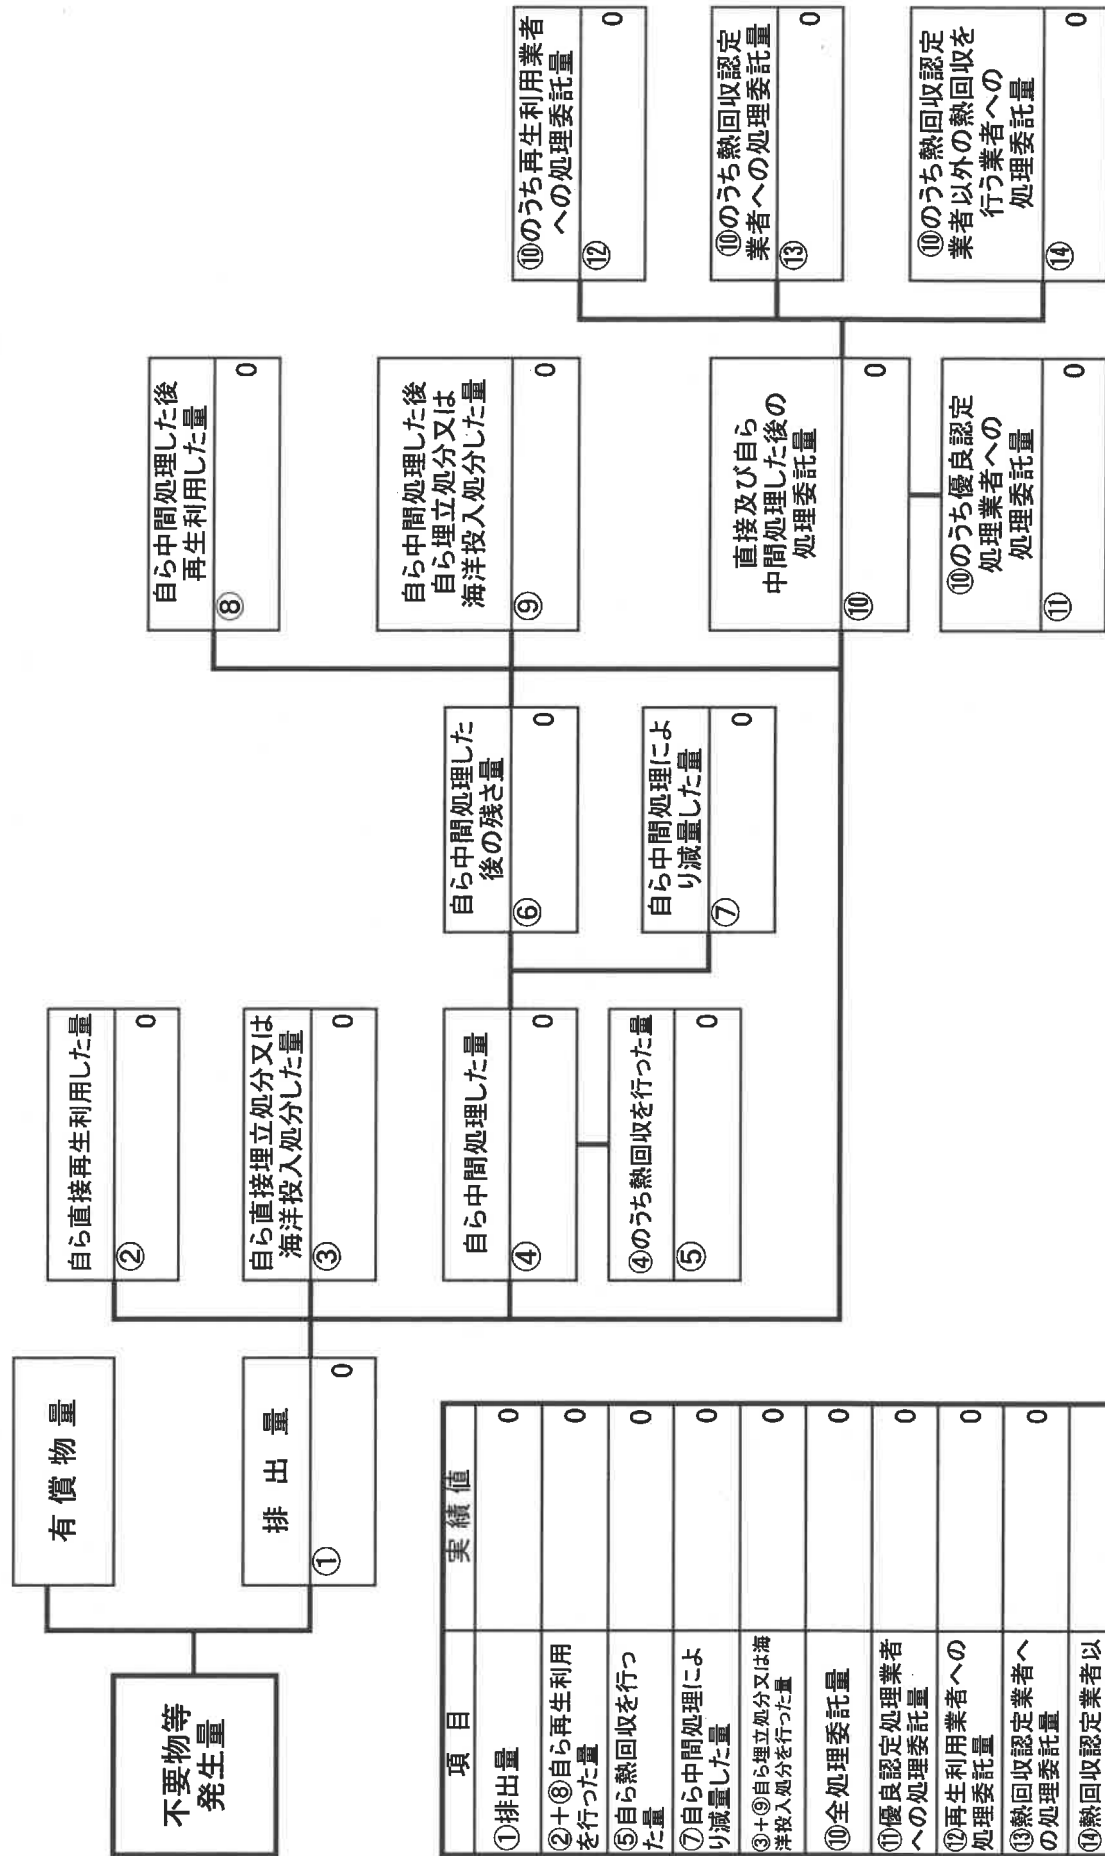 不要物等
発生量
有償物量
排出量
①
0
自ら直接再生利用した量
②
0
自ら直接埋立処分又は
海洋投入処分した量
③
0
自ら中間処理した量
④
0
④のうち熱回収を行った量
⑤
0
自ら中間処理した
後の残さ量
⑥
0
自ら中間処理によ
り減量した量
⑦
0
自ら中間処理した後
再生利用した量
⑧
0
自ら中間処理した後
自ら埋立処分又は
海洋投入処分した量
⑨
0
直接及び自ら
中間処理した後の
処理委託量
⑩
0
⑩のうち優良認定
処理業者への
処理委託量
⑪
0
⑩のうち再生利用業者
への処理委託量
⑫
0
⑩のうち熱回収認定
業者への処理委託量
⑬
0
⑩のうち熱回収認定
業者以外の熱回収を
行う業者への
処理委託量
⑭
0
項目 実績値
①排出量 0
②+⑧自ら再生利用
を行った量 0
⑤自ら熱回収を行っ
た量 0
⑦自ら中間処理によ
り減量した量 0
③+⑨自ら埋立処分又は海
洋投入処分を行った量 0
⑩全処理委託量 0
⑪優良認定処理業者
への処理委託量 0
⑫再生利用業者への
処理委託量 0
⑬熱回収認定業者へ
の処理委託量 0
⑭熱回収認定業者以